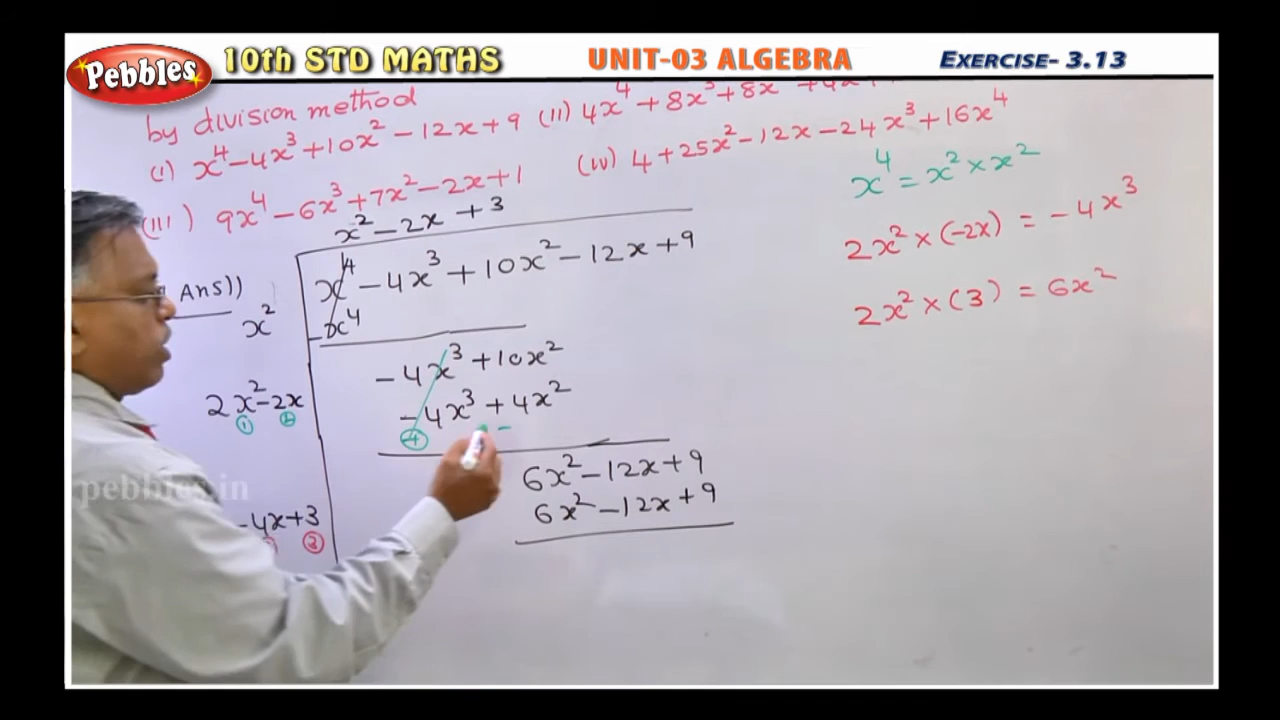 Pebbles 10th STD MATHS UNIT-03 ALGEBRA EXERCISE- 3.13
by division method
(i) x⁴-4x³+10x²-12x+9 (ii) 4x⁴+8x³+8x
(iii) 9x⁴-6x³+7x²-2x+1 (iv) 4+25x²-12x-24x³+16x⁴
x²-2x+3
Ans))
x² x⁴-4x³+10x²-12x+9
-x⁴
-4x³+10x²
2x²-2x -4x³+4x²
① ②
6x²-12x+9
-4x+3 6x²-12x+9
③
x⁴=x²×x²
2x²×(-2x) = -4x³
2x²×(3) = 6x²
pebbles.in